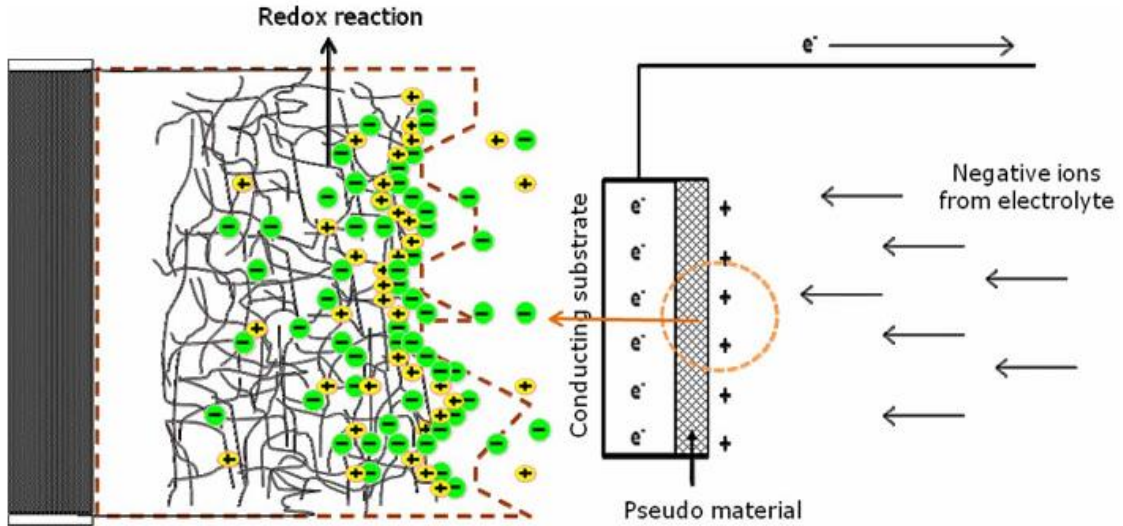 Redox reaction
e-
Negative ions
from electrolyte
Conducting substrate
e-
e-
e-
e-
e-
e-
+
+
+
+
+
+
Pseudo material